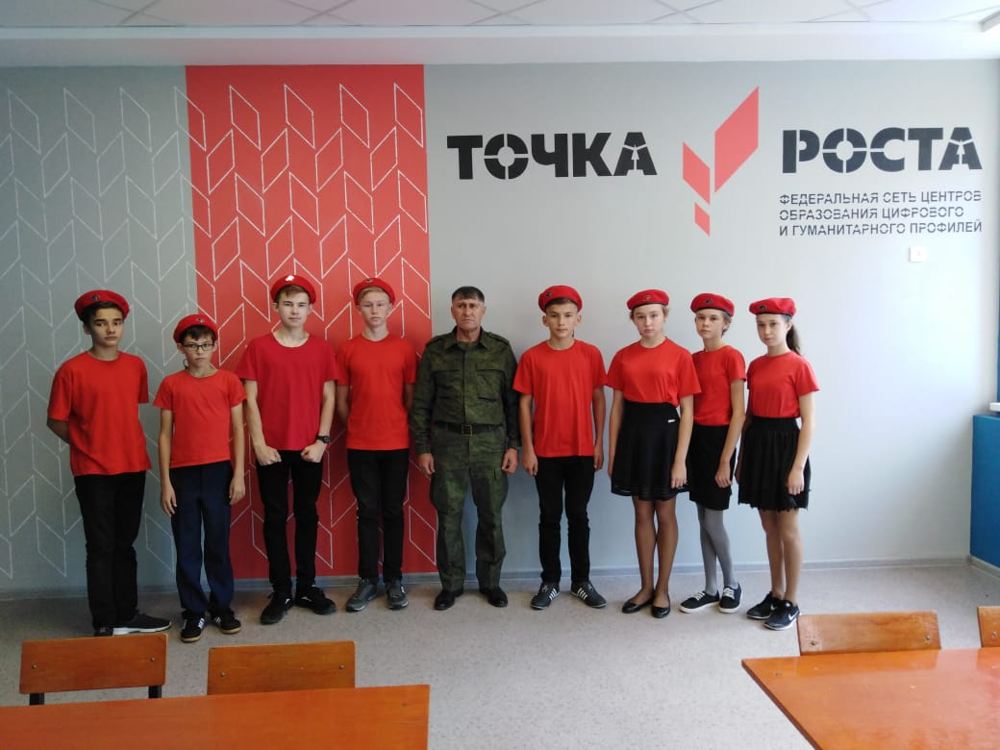 ТОЧКА РОСТА
ФЕДЕРАЛЬНАЯ СЕТЬ ЦЕНТРОВ
ОБРАЗОВАНИЯ ЦИФРОВОГО
И ГУМАНИТАРНОГО ПРОФИЛЕЙ